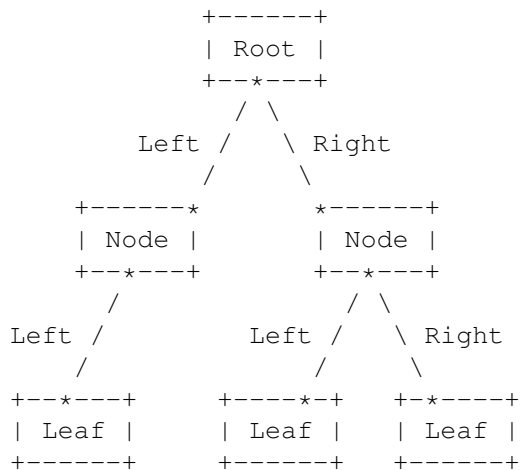 Root
Left Right
Node Node
Left Left Right
Leaf Leaf Leaf